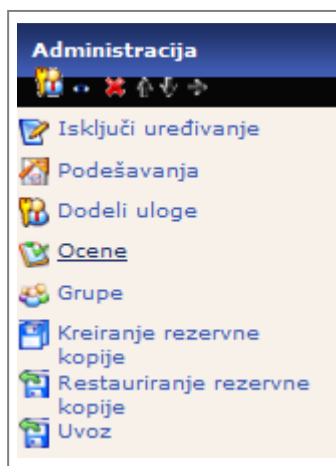 Administracija
Isključi uređivanje
Podešavanja
Dodeli uloge
Ocene
Grupe
Kreiranje rezervne
kopije
Restauriranje rezervne
kopije
Uvoz